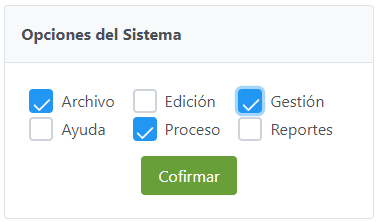 Opciones del Sistema
Archivo Edición Gestión
Ayuda Proceso Reportes
Cofirmar